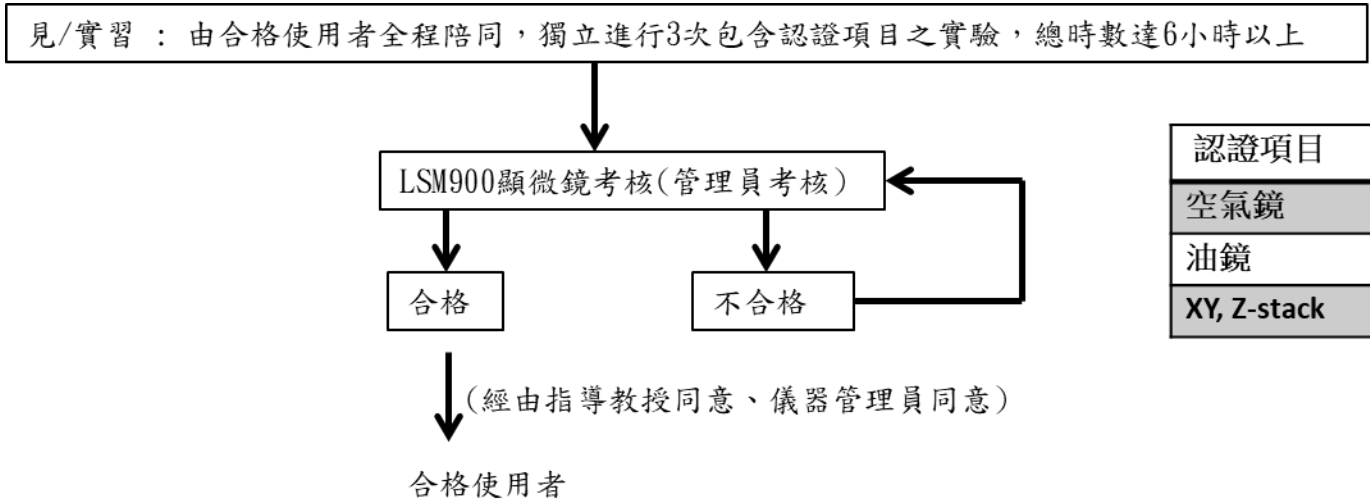 見/實習 : 由合格使用者全程陪同，獨立進行3次包含認證項目之實驗，總時數達6小時以上
LSM900顯微鏡考核(管理員考核)
合格
不合格
(經由指導教授同意、儀器管理員同意)
合格使用者
認證項目
空氣鏡
油鏡
XY, Z-stack